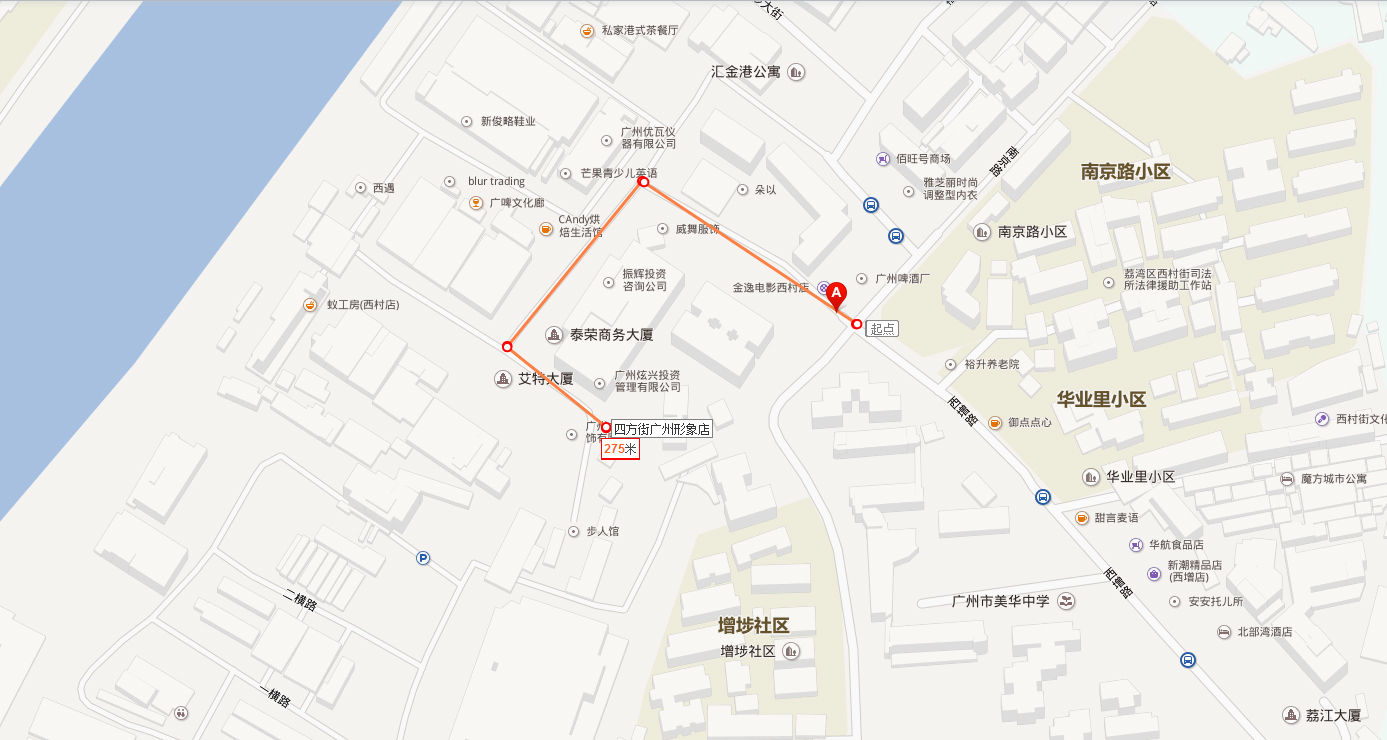 私家港式茶餐厅
汇金港公寓
新俊略鞋业
广州优瓦仪
器有限公司
佰旺号商场
南京路
南京路小区
芒果青少儿英语
西遇
blur trading
朵以
雅芝丽时尚
调整型内衣
广啤文化廊
CAndy烘
焙生活馆
威舞服饰
南京路小区
振辉投资
咨询公司
金逸电影西村店
A
广州啤酒厂
荔湾区西村街司法
所法律援助工作站
蚁工房(西村店)
起点
泰荣商务大厦
裕升养老院
艾特大厦
广州炫兴投资
管理有限公司
华业里小区
西增路
御点点心
西村街文化
四方街广州形象店
275米
华业里小区
魔方城市公寓
甜言麦语
步人馆
华航食品店
P
新潮精品店
(西增店)
西增路
二横路
广州市美华中学
安安托儿所
增埗社区
北部湾酒店
增埗社区
一横路
荔江大厦